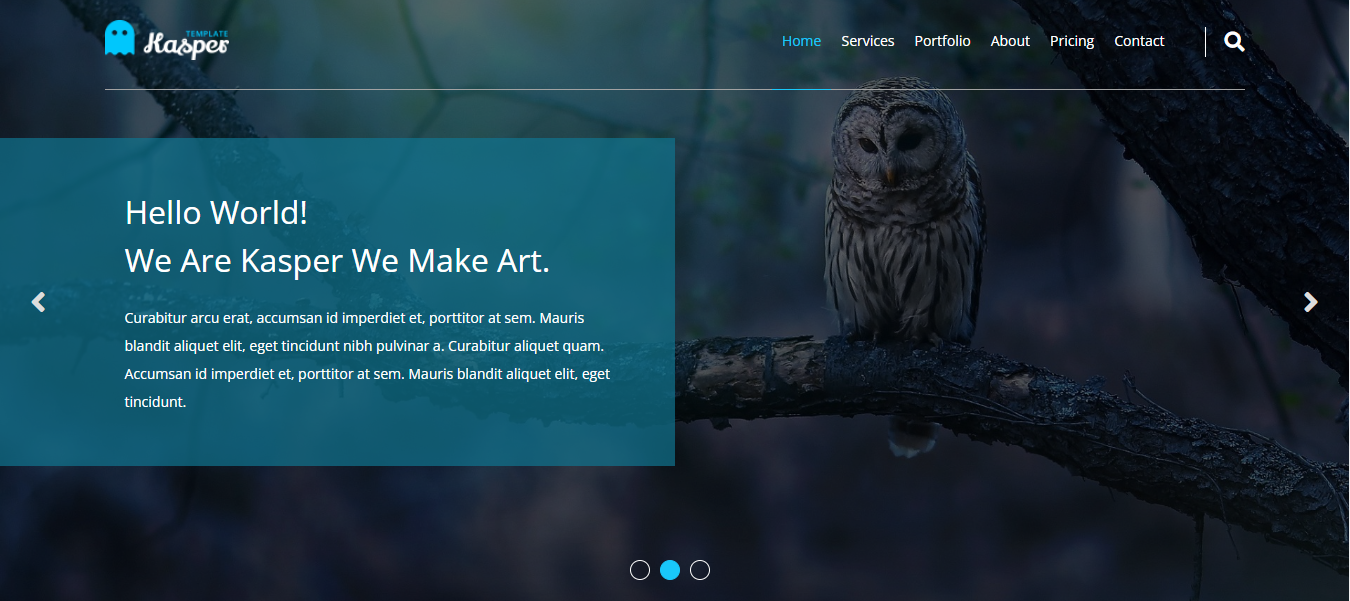 TEMPLATE
Kasper
Home Services Portfolio About Pricing Contact
Hello World!
We Are Kasper We Make Art.
Curabitur arcu erat, accumsan id imperdiet et, porttitor at sem. Mauris
blandit aliquet elit, eget tincidunt nibh pulvinar a. Curabitur aliquet quam.
Accumsan id imperdiet et, porttitor at sem. Mauris blandit aliquet elit, eget
tincidunt.